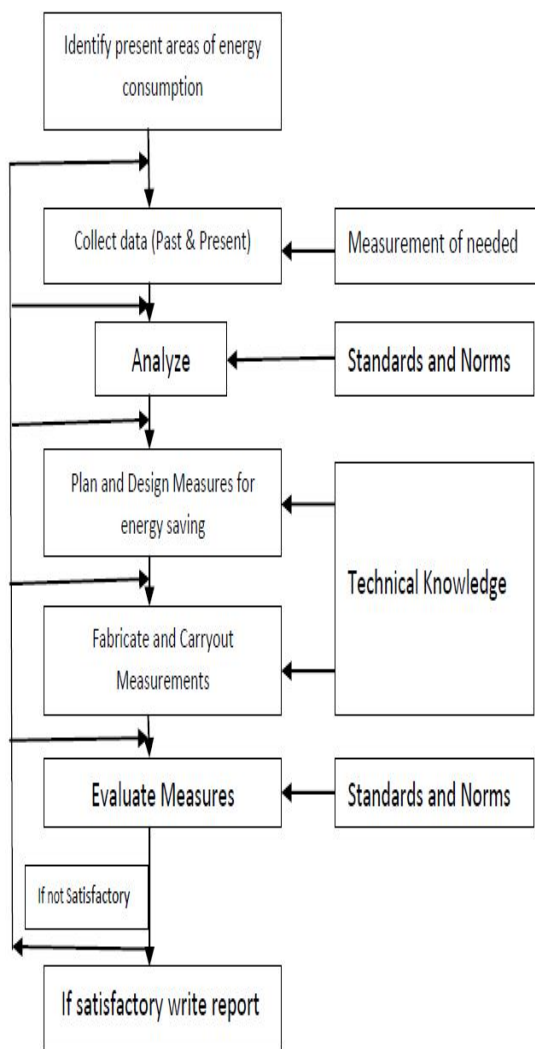 Identify present areas of energy
consumption
Collect data (Past & Present)
Measurement of needed
Analyze
Standards and Norms
Plan and Design Measures for
energy saving
Technical Knowledge
Fabricate and Carryout
Measurements
Evaluate Measures
Standards and Norms
If not Satisfactory
If satisfactory write report